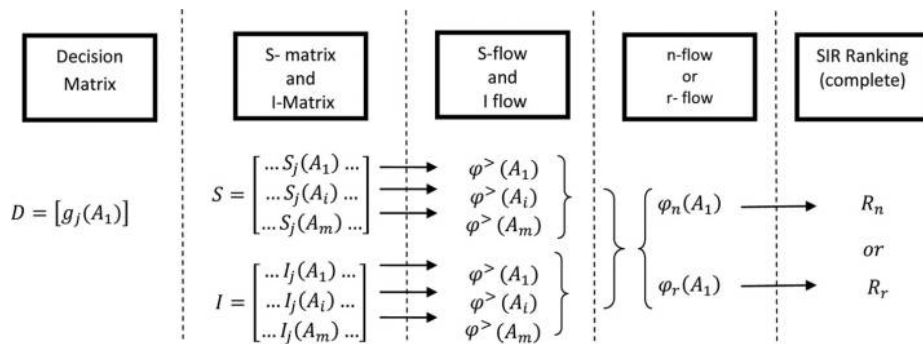 Decision
Matrix
S- matrix
and
I-Matrix
S-flow
and
I flow
n-flow
or
r- flow
SIR Ranking
(complete)
D = [g_j(A_1)]
S = [... S_j(A_1) ...
... S_j(A_i) ...
... S_j(A_m) ...]
φ^>(A_1)
φ^>(A_i)
φ^>(A_m)
I = [... I_j(A_1) ...
... I_j(A_i) ...
... I_j(A_m) ...]
φ^>(A_1)
φ^>(A_i)
φ^>(A_m)
φ_n(A_1)
φ_r(A_1)
R_n
or
R_r